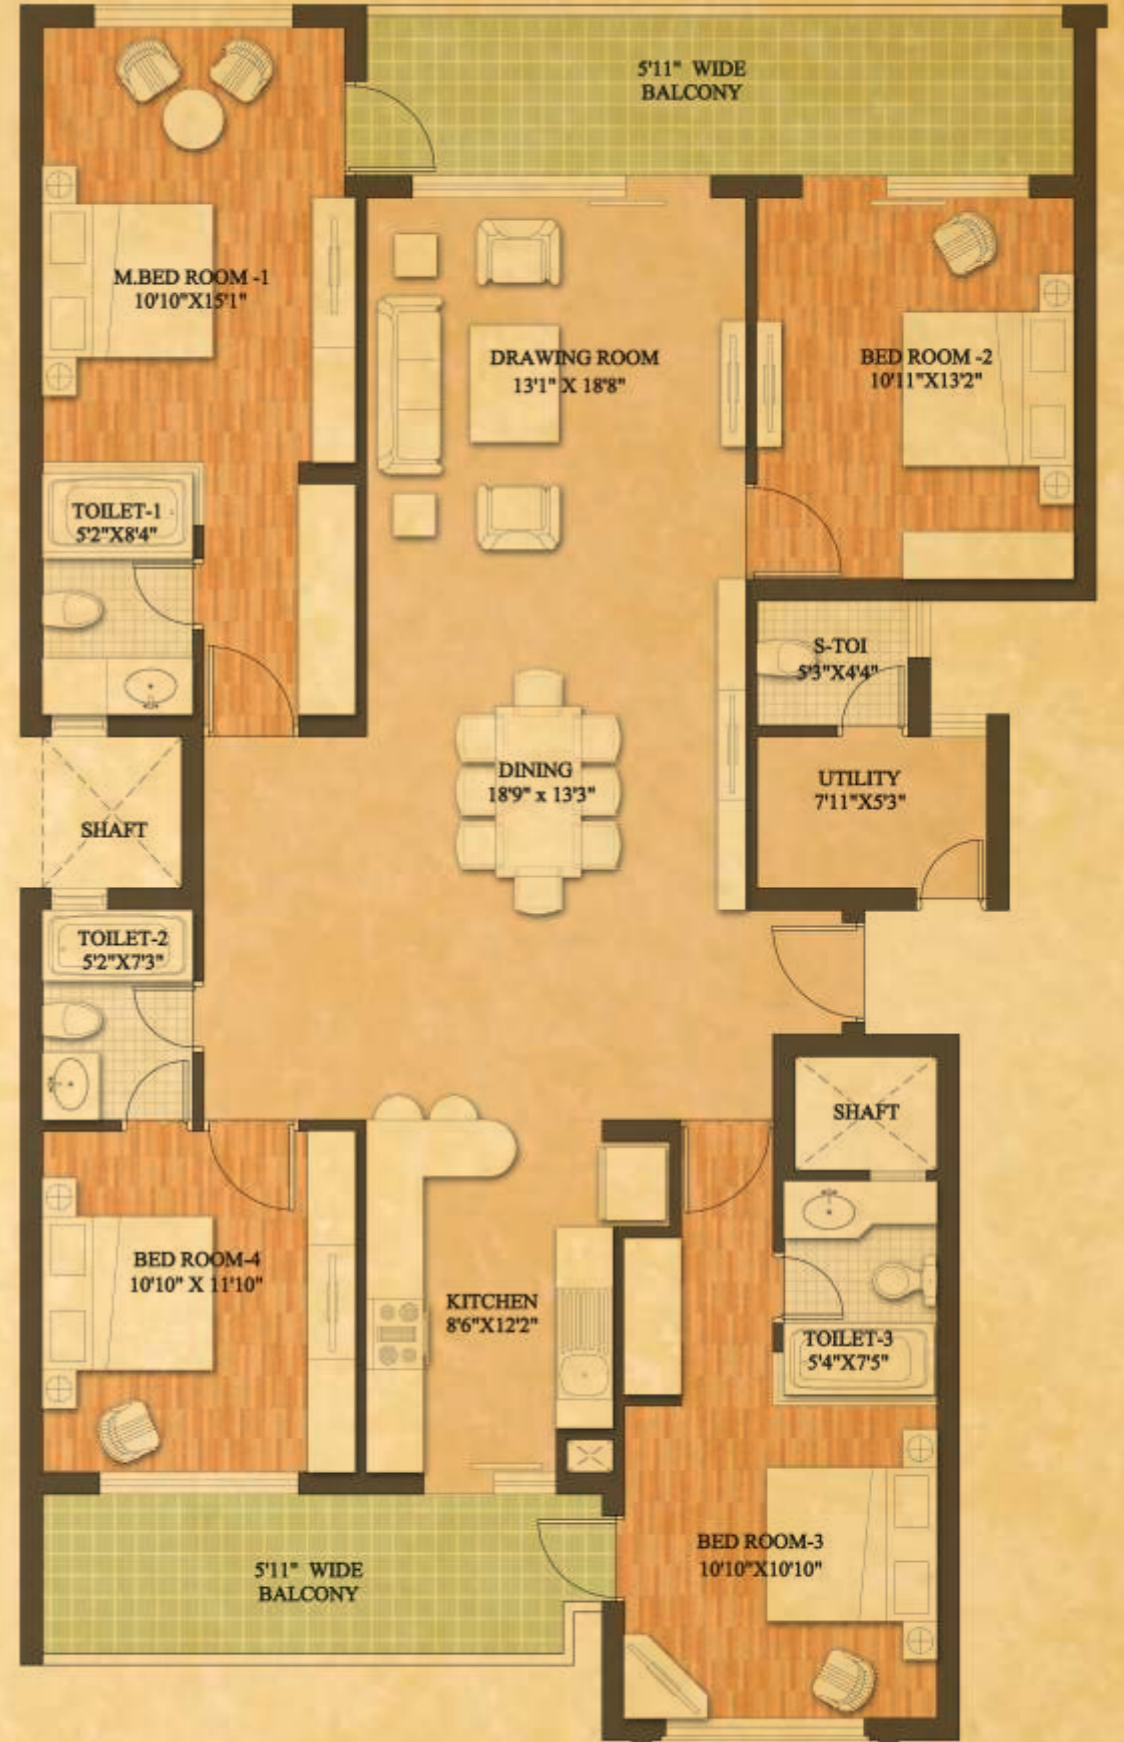 5'11" WIDE
BALCONY
M.BED ROOM -1
10'10"X15'1"
DRAWING ROOM
13'1" X 18'8"
BED ROOM -2
10'11"X13'2"
TOILET-1
5'2"X8'4"
S-TOI
5'3"X4'4"
DINING
18'9" x 13'3"
UTILITY
7'11"X5'3"
SHAFT
TOILET-2
5'2"X7'3"
SHAFT
BED ROOM-4
10'10" X 11'10"
KITCHEN
8'6"X12'2"
TOILET-3
5'4"X7'5"
BED ROOM-3
10'10"X10'10"
5'11" WIDE
BALCONY